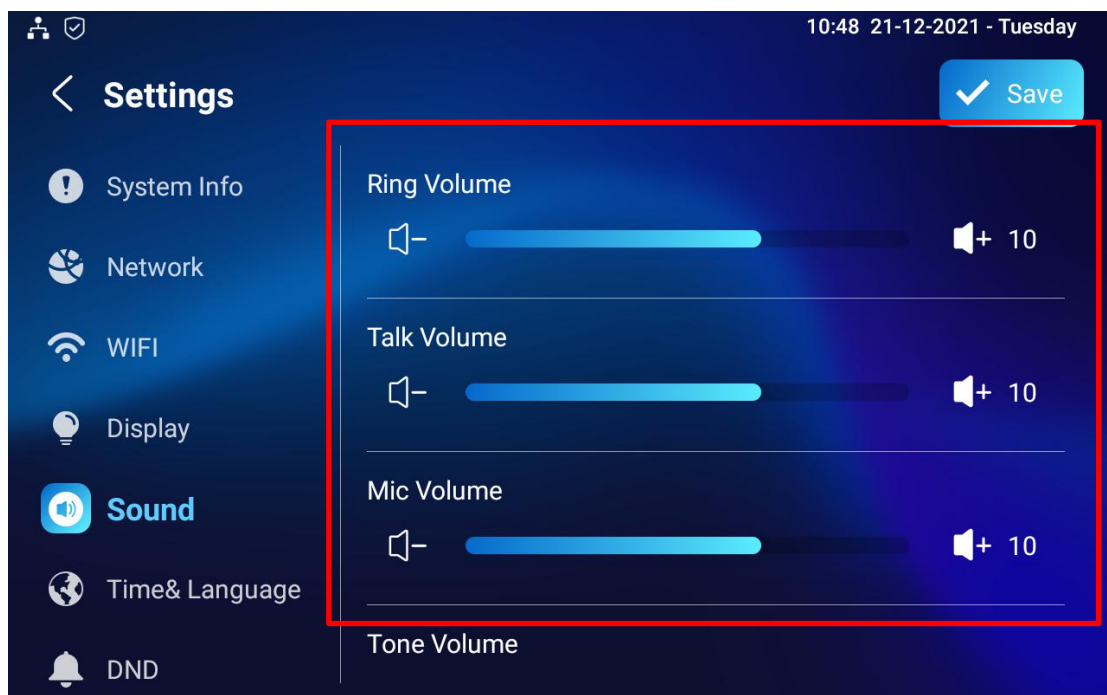 10:48 21-12-2021 - Tuesday
Settings
Save
System Info
Network
WIFI
Display
Sound
Time& Language
DND
Ring Volume
10
Talk Volume
10
Mic Volume
10
Tone Volume